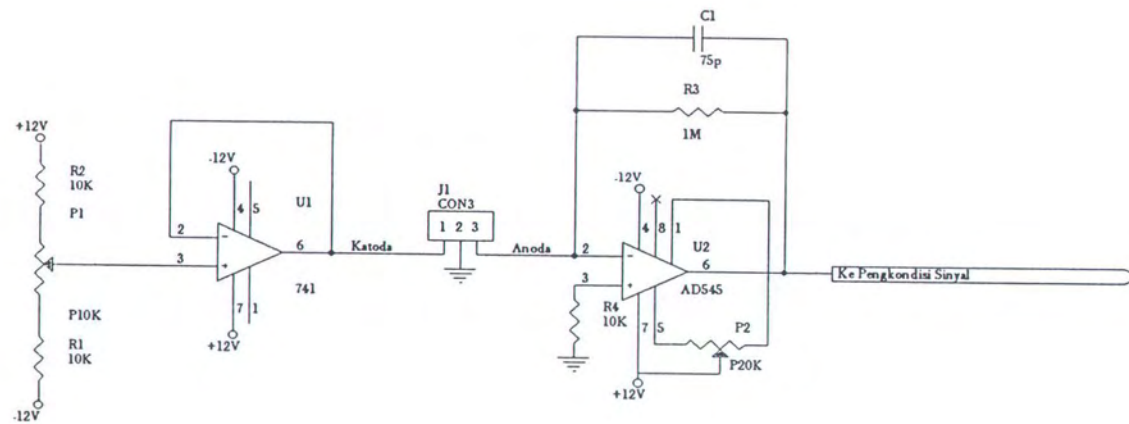 +12V
R2
10K
P1
P10K
R1
10K
-12V
-12V
4
5
U1
2
3
6
741
7
1
+12V
Katoda
J1
CON3
1 2 3
Anoda
C1
75p
R3
1M
-12V
4
8
1
U2
2
3
6
AD545
R4
10K
7
5
P2
P20K
+12V
Ke Pengkondisi Sinyal